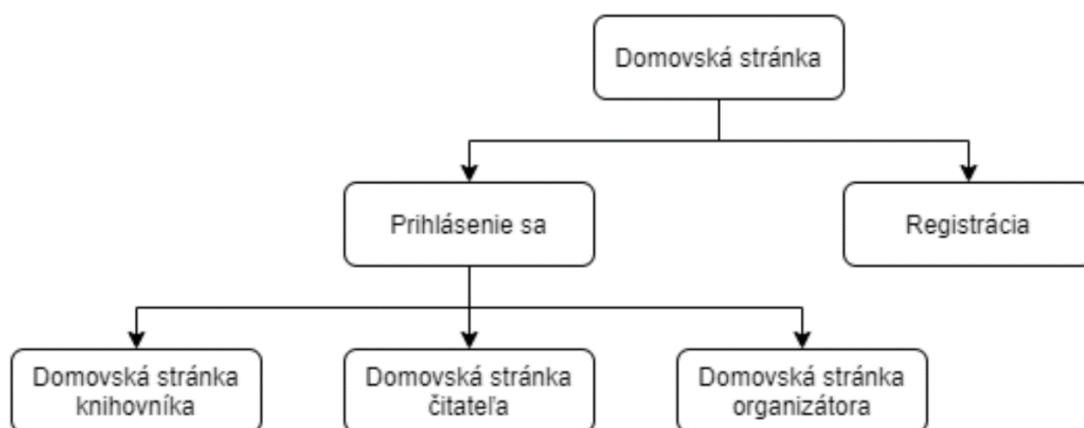 Domovská stránka
Prihlásenie sa
Registrácia
Domovská stránka
knihovníka
Domovská stránka
čitateľa
Domovská stránka
organizátora